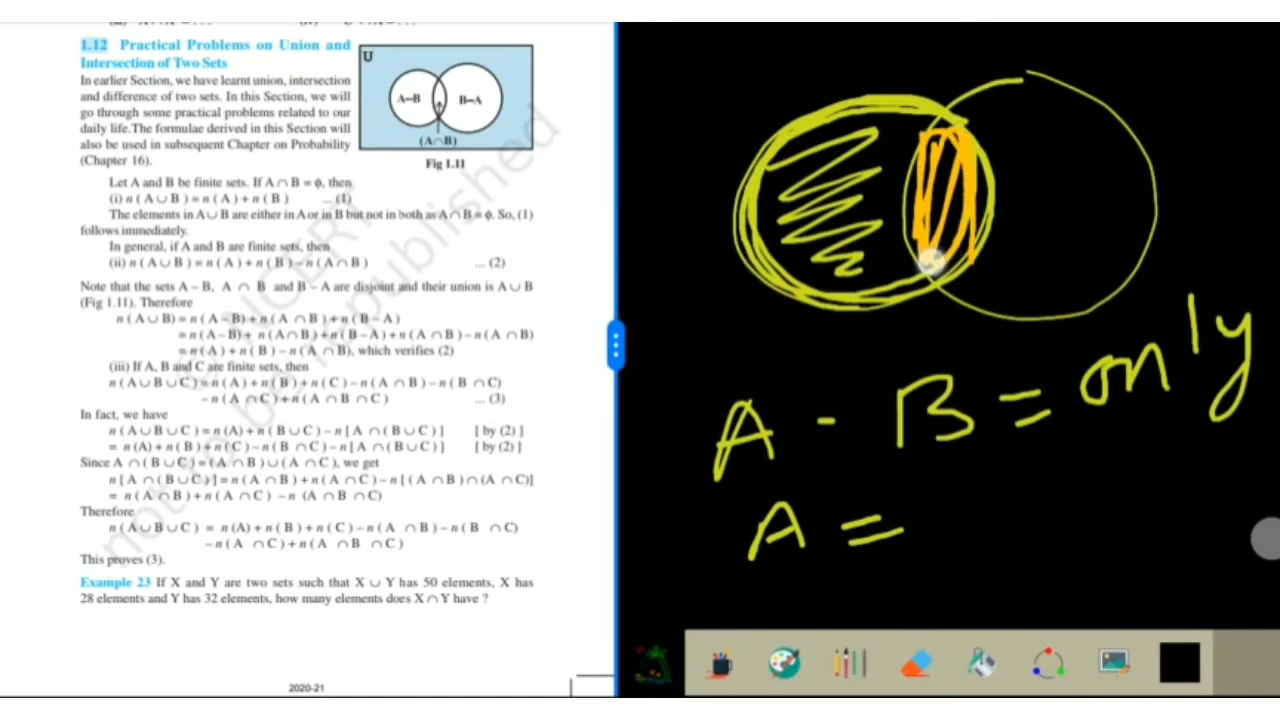 1.12 Practical Problems on Union and
Intersection of Two Sets
In earlier Section, we have learnt union, intersection
and difference of two sets. In this Section, we will
go through some practical problems related to our
daily life.The formulae derived in this Section will
also be used in subsequent Chapter on Probability
(Chapter 16).
U
A–B
B–A
(A∩B)
Fig 1.11
Let A and B be finite sets. If A ∩ B = φ, then
(i) n ( A ∪ B ) = n ( A ) + n ( B ) ... (1)
The elements in A ∪ B are either in A or in B but not in both as A ∩ B = φ. So, (1)
follows immediately.
In general, if A and B are finite sets, then
(ii) n ( A ∪ B ) = n ( A ) + n ( B ) – n ( A ∩ B ) ... (2)
Note that the sets A – B, A ∩ B and B – A are disjoint and their union is A ∪ B
(Fig 1.11). Therefore
n ( A ∪ B) = n ( A – B) + n ( A ∩ B ) + n ( B – A )
= n ( A – B) + n ( A ∩ B ) + n ( B – A ) + n ( A ∩ B ) – n ( A ∩ B)
= n ( A ) + n ( B ) – n ( A ∩ B), which verifies (2)
(iii) If A, B and C are finite sets, then
n ( A ∪ B ∪ C ) = n ( A ) + n ( B ) + n ( C ) – n ( A ∩ B ) – n ( B ∩ C)
– n ( A ∩ C ) + n ( A ∩ B ∩ C ) ... (3)
In fact, we have
n ( A ∪ B ∪ C ) = n (A) + n ( B ∪ C ) – n [ A ∩ ( B ∪ C ) ] [ by (2) ]
= n (A) + n ( B ) + n ( C ) – n ( B ∩ C ) – n [ A ∩ ( B ∪ C ) ] [ by (2) ]
Since A ∩ ( B ∪ C ) = ( A ∩ B ) ∪ ( A ∩ C ), we get
n [ A ∩ ( B ∪ C ) ] = n ( A ∩ B ) + n ( A ∩ C ) – n [ ( A ∩ B ) ∩ (A ∩ C)]
= n ( A ∩ B ) + n ( A ∩ C ) – n (A ∩ B ∩ C)
Therefore
n ( A ∪ B ∪ C ) = n (A) + n ( B ) + n ( C ) – n ( A ∩ B ) – n ( B ∩ C)
– n ( A ∩ C ) + n ( A ∩ B ∩ C )
This proves (3).
Example 23 If X and Y are two sets such that X ∪ Y has 50 elements, X has
28 elements and Y has 32 elements, how many elements does X ∩ Y have ?
2020-21
© NCERT
not to be republished
A - B = only
A =